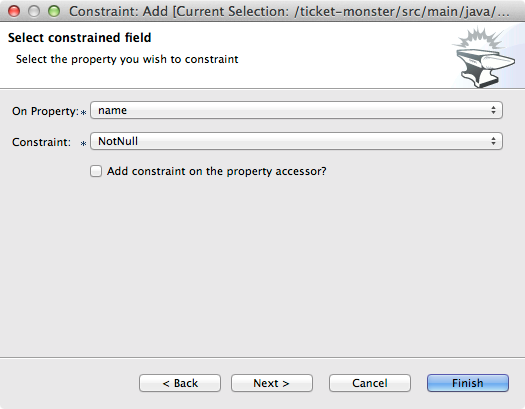 Constraint: Add [Current Selection: /ticket-monster/src/main/java/...
Select constrained field
Select the property you wish to constraint
On Property:* name
Constraint: * NotNull
Add constraint on the property accessor?
< Back Next > Cancel Finish